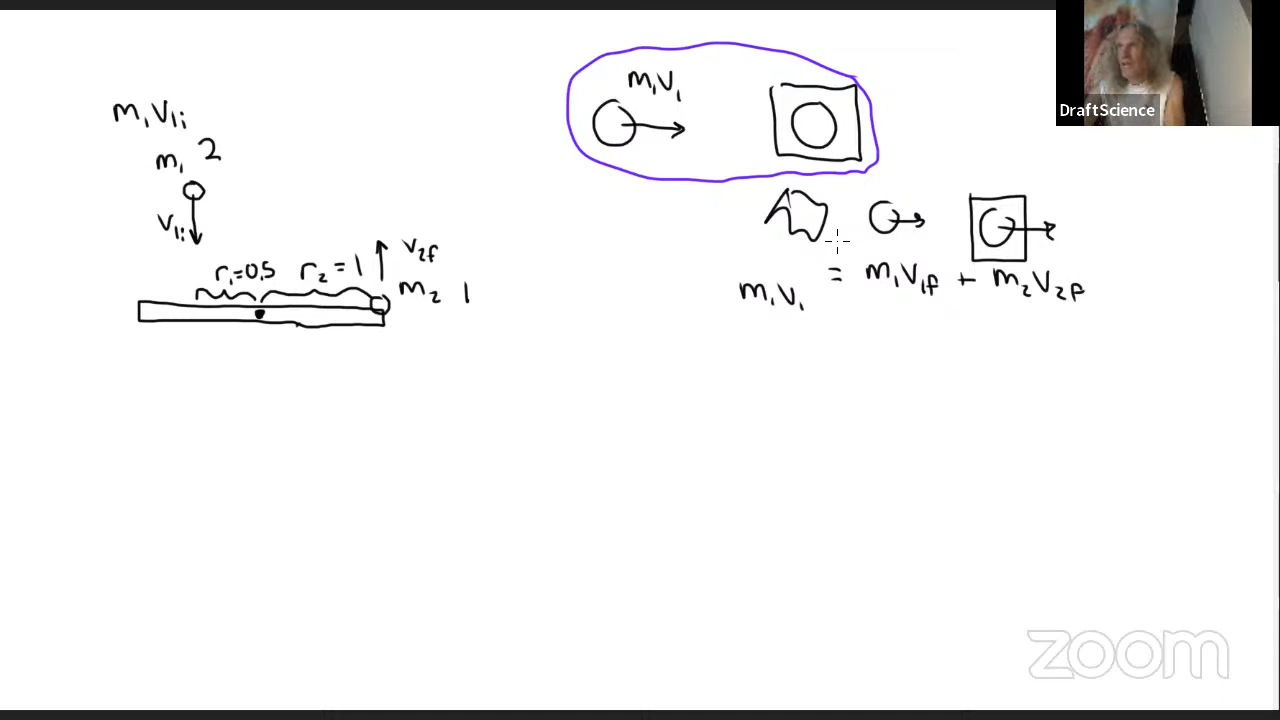 m₁v₁ᵢ
m₁ 2
v₁ᵢ
r₁=0.5 r₂=1
v₂f
m₂ 1
m₁v₁
m₁v₁ = m₁v₁f + m₂v₂f
DraftScience
zoom